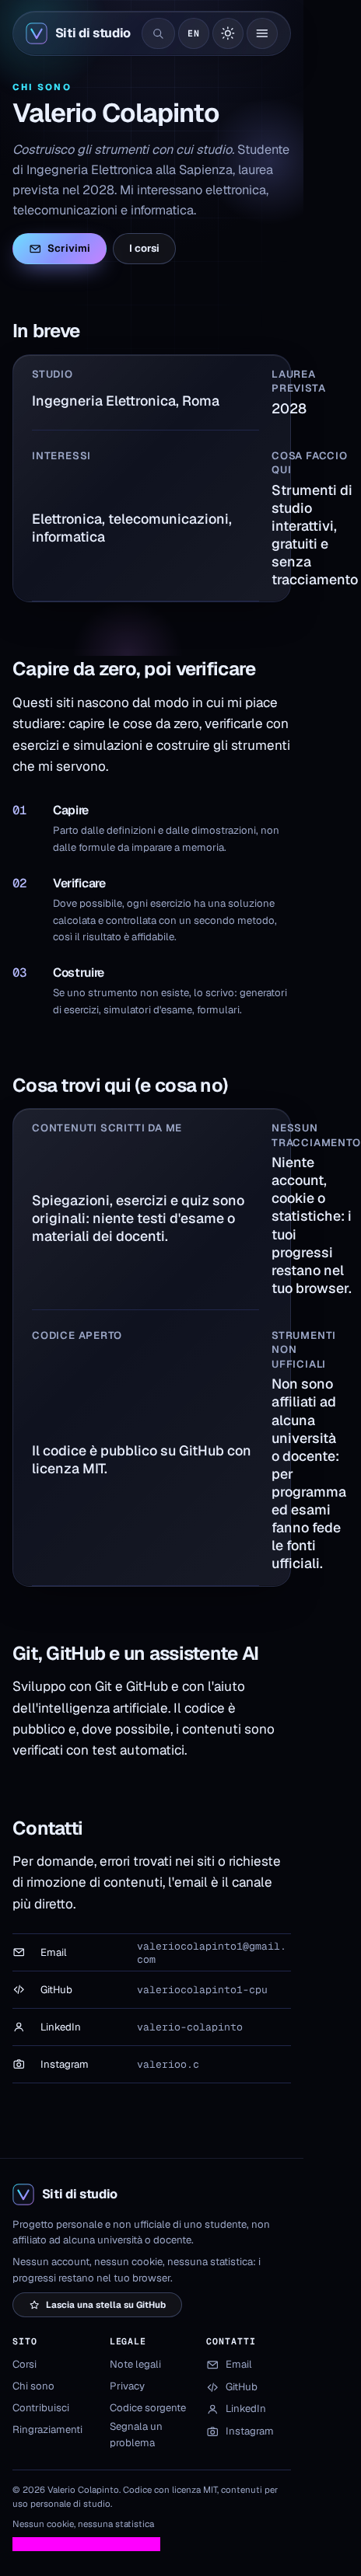 Siti di studio
EN
CHI SONO
Valerio Colapinto
Costruisco gli strumenti con cui studio. Studente
di Ingegneria Elettronica alla Sapienza, laurea
prevista nel 2028. Mi interessano elettronica,
telecomunicazioni e informatica.
Scrivimi
I corsi
In breve
STUDIO
Ingegneria Elettronica, Roma
LAUREA
PREVISTA
2028
INTERESSI
Elettronica, telecomunicazioni,
informatica
COSA FACCIO
QUI
Strumenti di
studio
interattivi,
gratuiti e
senza
tracciamento
Capire da zero, poi verificare
Questi siti nascono dal modo in cui mi piace
studiare: capire le cose da zero, verificarle con
esercizi e simulazioni e costruire gli strumenti
che mi servono.
01
Capire
Parto dalle definizioni e dalle dimostrazioni, non
dalle formule da imparare a memoria.
02
Verificare
Dove possibile, ogni esercizio ha una soluzione
calcolata e controllata con un secondo metodo,
così il risultato è affidabile.
03
Costruire
Se uno strumento non esiste, lo scrivo: generatori
di esercizi, simulatori d'esame, formulari.
Cosa trovi qui (e cosa no)
CONTENUTI SCRITTI DA ME
Spiegazioni, esercizi e quiz sono
originali: niente testi d'esame o
materiali dei docenti.
NESSUN
TRACCIAMENTO
Niente
account,
cookie o
statistiche: i
tuoi
progressi
restano nel
tuo browser.
CODICE APERTO
Il codice è pubblico su GitHub con
licenza MIT.
STRUMENTI
NON
UFFICIALI
Non sono
affiliati ad
alcuna
università
o docente:
per
programma
ed esami
fanno fede
le fonti
ufficiali.
Git, GitHub e un assistente AI
Sviluppo con Git e GitHub e con l'aiuto
dell'intelligenza artificiale. Il codice è
pubblico e, dove possibile, i contenuti sono
verificati con test automatici.
Contatti
Per domande, errori trovati nei siti o richieste
di rimozione di contenuti, l'email è il canale
più diretto.
Email
valeriocolapinto1@gmail.
com
GitHub
valeriocolapinto1-cpu
LinkedIn
valerio-colapinto
Instagram
valerioo.c
Siti di studio
Progetto personale e non ufficiale di uno studente, non
affiliato ad alcuna università o docente.
Nessun account, nessun cookie, nessuna statistica: i
progressi restano nel tuo browser.
Lascia una stella su GitHub
SITO
Corsi
Chi sono
Contribuisci
Ringraziamenti
LEGALE
Note legali
Privacy
Codice sorgente
Segnala un
problema
CONTATTI
Email
GitHub
LinkedIn
Instagram
© 2026 Valerio Colapinto. Codice con licenza MIT, contenuti per
uso personale di studio.
Nessun cookie, nessuna statistica